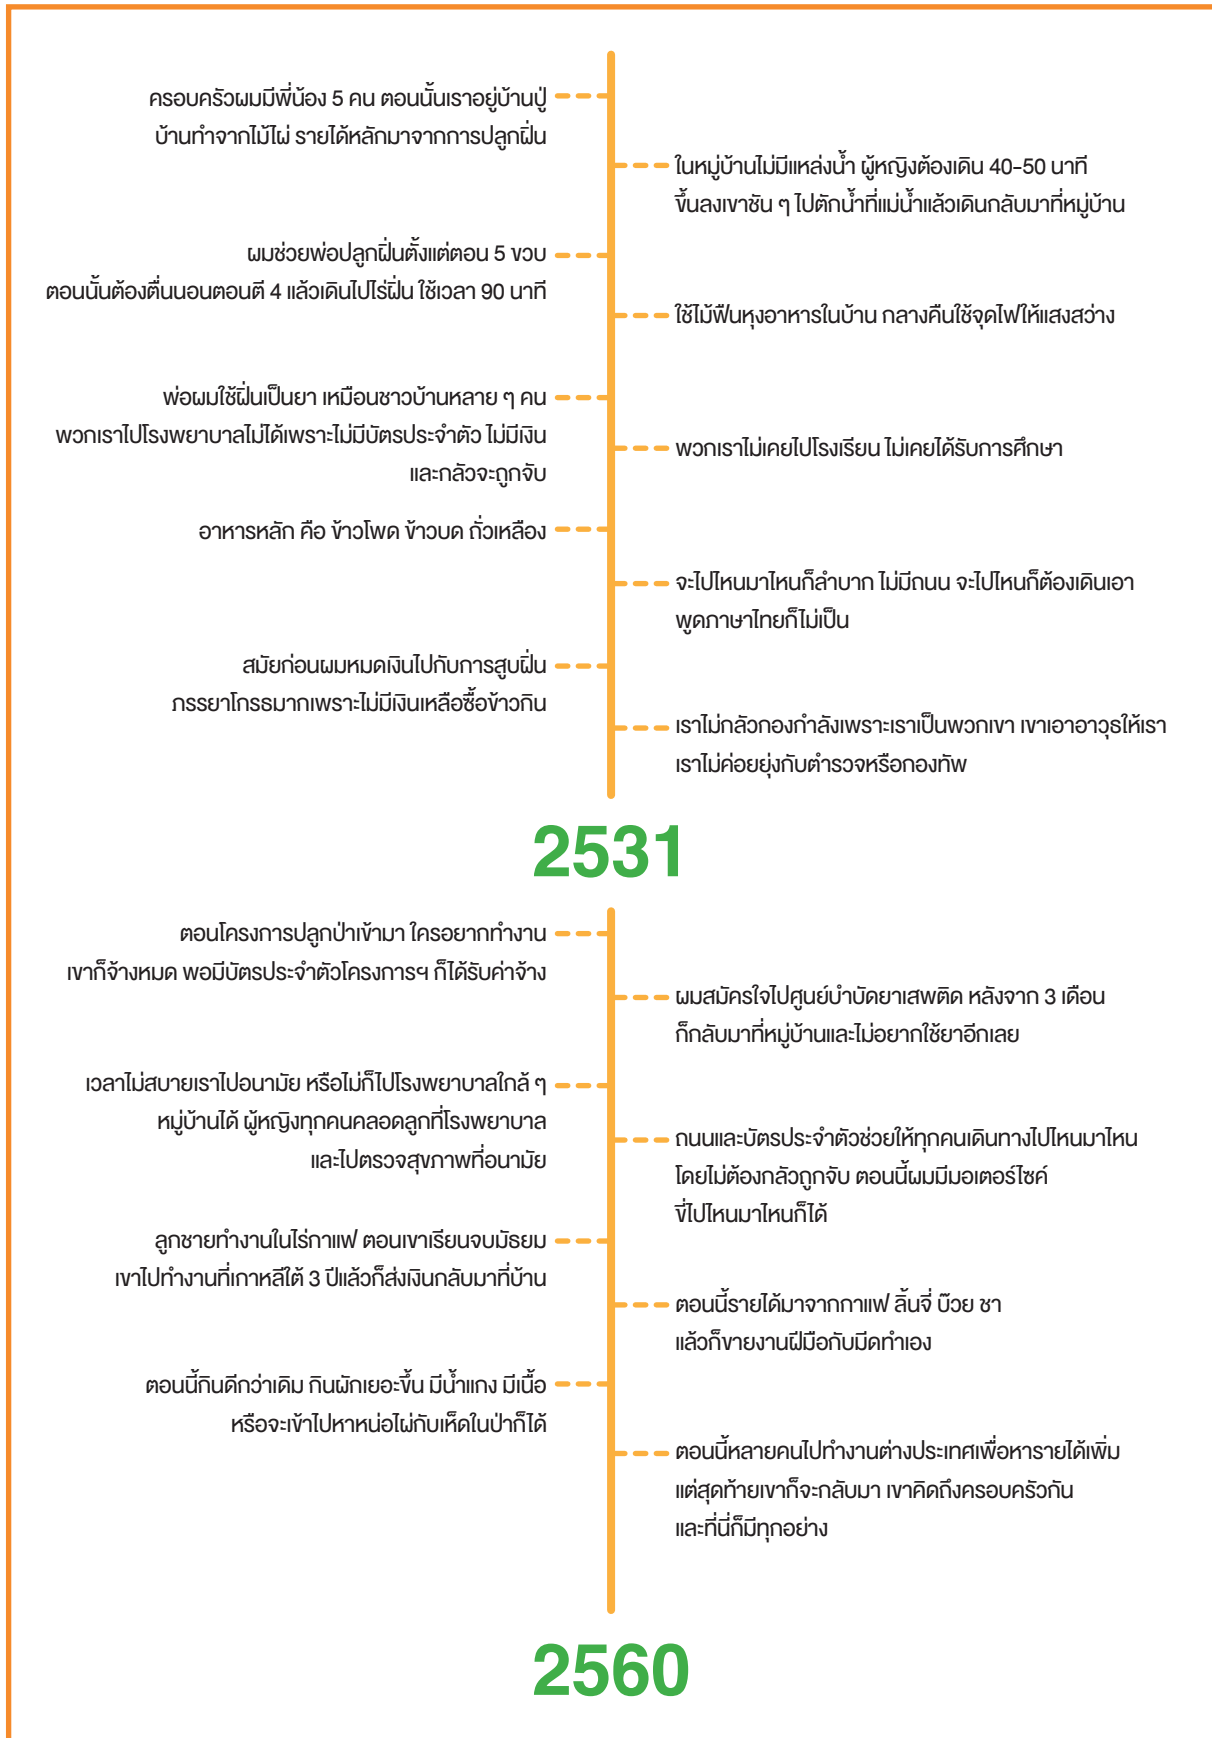 ครอบครัวผมมีพี่น้อง 5 คน ตอนนั้นเราอยู่บ้านปู่
บ้านทำจากไม้ไผ่ รายได้หลักมาจากการปลูกฝิ่น
ในหมู่บ้านไม่มีแหล่งน้ำ ผู้หญิงต้องเดิน 40-50 นาที
ขึ้นลงเขาชัน ๆ ไปตักน้ำที่แม่น้ำแล้วเดินกลับมาที่หมู่บ้าน
ผมช่วยพ่อปลูกฝิ่นตั้งแต่ตอน 5 ขวบ
ตอนนั้นต้องตื่นนอนตอนตี 4 แล้วเดินไปไร่ฝิ่น ใช้เวลา 90 นาที
ใช้ไม้ฟืนหุงอาหารในบ้าน กลางคืนใช้จุดไฟให้แสงสว่าง
พ่อผมใช้ฝิ่นเป็นยา เหมือนชาวบ้านหลาย ๆ คน
พวกเราไปโรงพยาบาลไม่ได้เพราะไม่มีบัตรประจำตัว ไม่มีเงิน
และกลัวจะถูกจับ
พวกเราไม่เคยไปโรงเรียน ไม่เคยได้รับการศึกษา
อาหารหลัก คือ ข้าวโพด ข้าวบด ถั่วเหลือง
จะไปไหนมาไหนก็ลำบาก ไม่มีถนน จะไปไหนก็ต้องเดินเอา
พูดภาษาไทยก็ไม่เป็น
สมัยก่อนผมหมดเงินไปกับการสูบฝิ่น
ภรรยาโกรธมากเพราะไม่มีเงินเหลือซื้อข้าวกิน
เราไม่กลัวกองกำลังเพราะเราเป็นพวกเขา เขาเอาอาวุธให้เรา
เราไม่ค่อยยุ่งกับตำรวจหรือกองทัพ
2531
ตอนโครงการปลูกป่าเข้ามา ใครอยากทำงาน
เขาก็จ้างหมด พอมีบัตรประจำตัวโครงการฯ ก็ได้รับค่าจ้าง
ผมสมัครใจไปศูนย์บำบัดยาเสพติด หลังจาก 3 เดือน
ก็กลับมาที่หมู่บ้านและไม่อยากใช้ยาอีกเลย
เวลาไม่สบายเราไปอนามัย หรือไม่ก็ไปโรงพยาบาลใกล้ ๆ
หมู่บ้านได้ ผู้หญิงทุกคนคลอดลูกที่โรงพยาบาล
และไปตรวจสุขภาพที่อนามัย
ถนนและบัตรประจำตัวช่วยให้ทุกคนเดินทางไปไหนมาไหน
โดยไม่ต้องกลัวถูกจับ ตอนนี้ผมมีมอเตอร์ไซค์
ขี่ไปไหนมาไหนก็ได้
ลูกชายทำงานในไร่กาแฟ ตอนเขาเรียนจบมัธยม
เขาไปทำงานที่เกาหลีใต้ 3 ปีแล้วก็ส่งเงินกลับมาที่บ้าน
ตอนนี้รายได้มาจากกาแฟ ลิ้นจี่ บ๊วย ชา
แล้วก็ขายงานฝีมือกับมีดทำเอง
ตอนนี้กินดีกว่าเดิม กินผักเยอะขึ้น มีน้ำแกง มีเนื้อ
หรือจะเข้าไปหาหน่อไผ่กับเห็ดในป่าก็ได้
ตอนนี้หลายคนไปทำงานต่างประเทศเพื่อหารายได้เพิ่ม
แต่สุดท้ายเขาก็จะกลับมา เขาคิดถึงครอบครัวกัน
และที่นี่ก็มีทุกอย่าง
2560